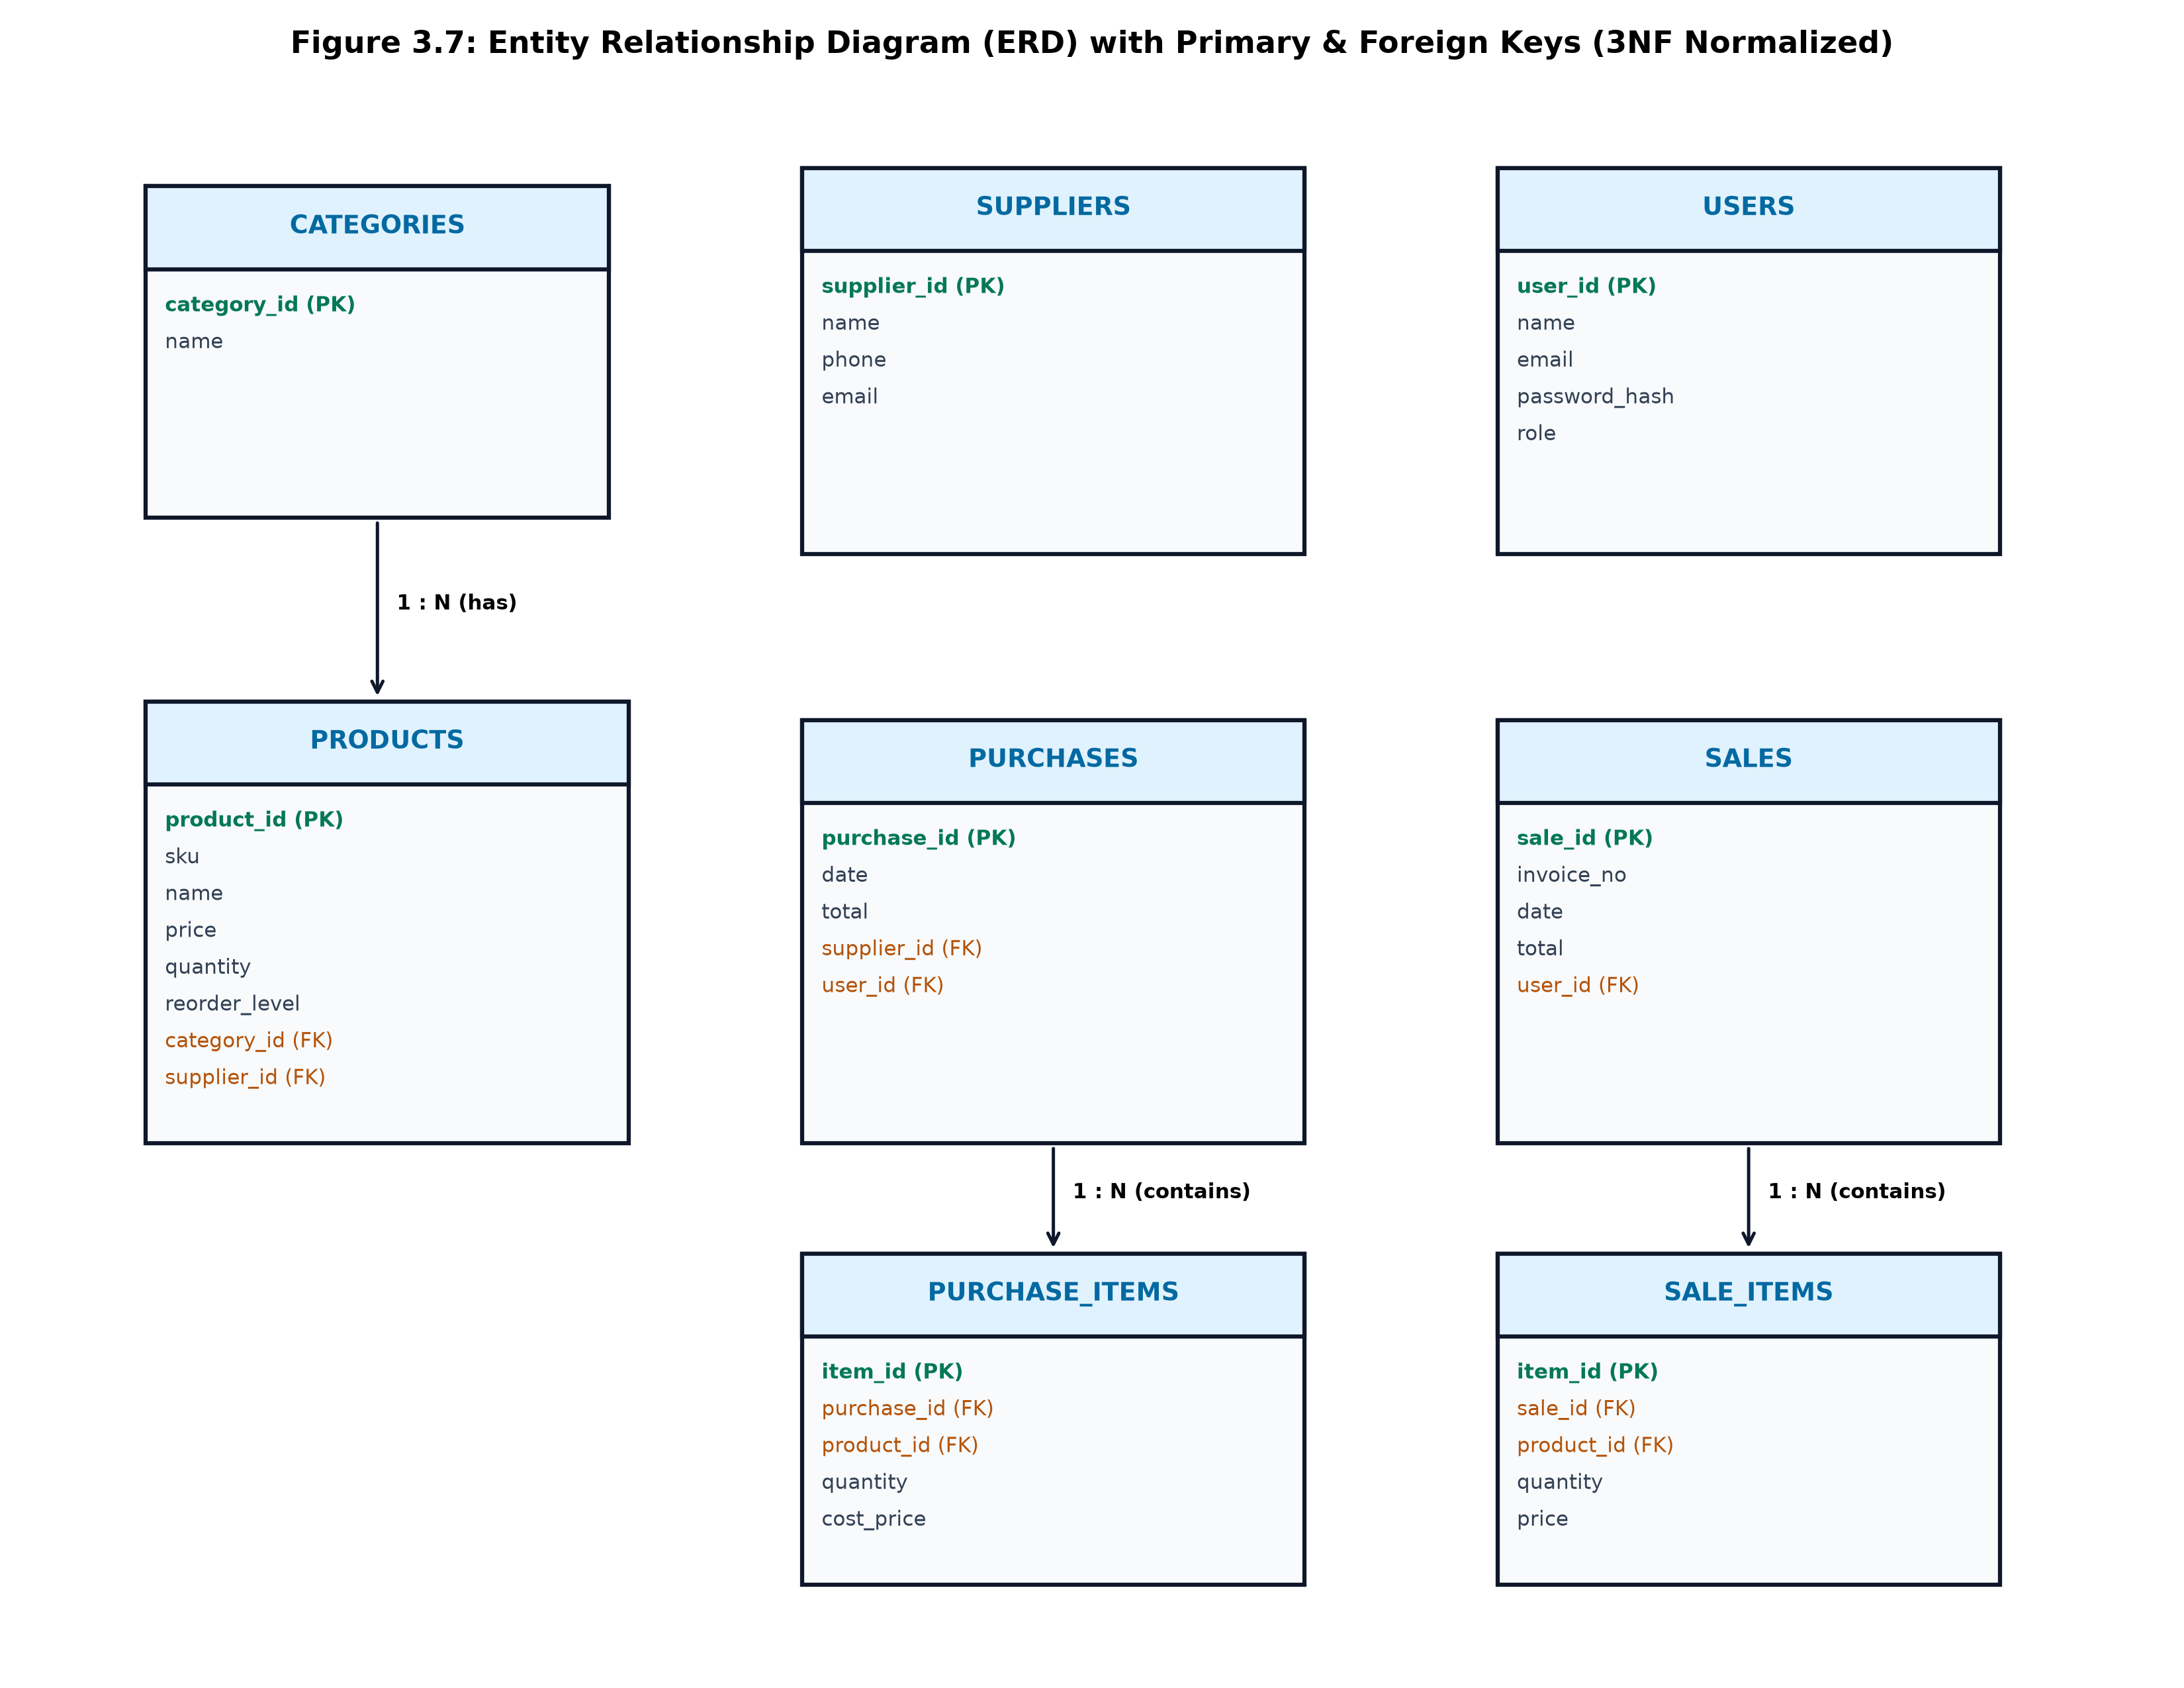 Figure 3.7: Entity Relationship Diagram (ERD) with Primary & Foreign Keys (3NF Normalized)
CATEGORIES
category_id (PK)
name
SUPPLIERS
supplier_id (PK)
name
phone
email
USERS
user_id (PK)
name
email
password_hash
role
1 : N (has)
PRODUCTS
product_id (PK)
sku
name
price
quantity
reorder_level
category_id (FK)
supplier_id (FK)
PURCHASES
purchase_id (PK)
date
total
supplier_id (FK)
user_id (FK)
SALES
sale_id (PK)
invoice_no
date
total
user_id (FK)
1 : N (contains)
1 : N (contains)
PURCHASE_ITEMS
item_id (PK)
purchase_id (FK)
product_id (FK)
quantity
cost_price
SALE_ITEMS
item_id (PK)
sale_id (FK)
product_id (FK)
quantity
price